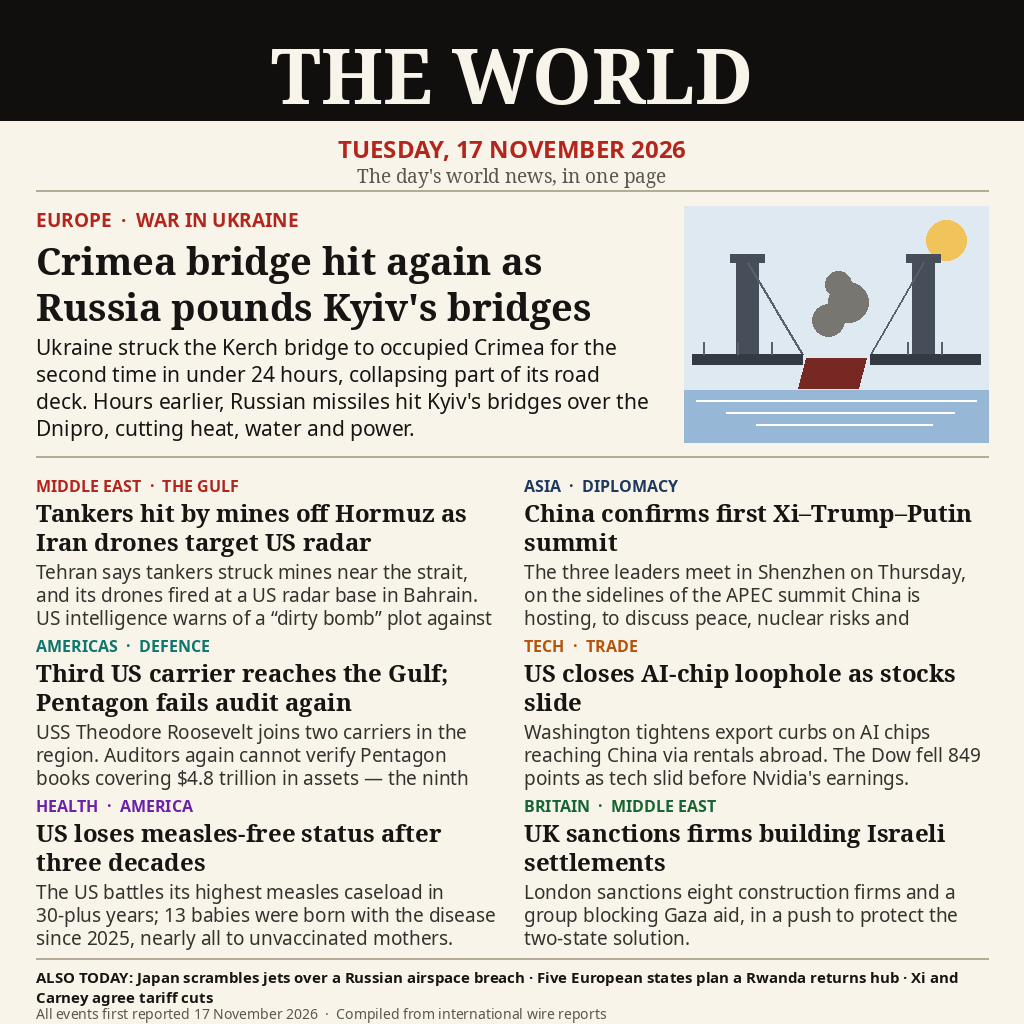 THE WORLD
TUESDAY, 17 NOVEMBER 2026
The day's world news, in one page
EUROPE · WAR IN UKRAINE
Crimea bridge hit again as
Russia pounds Kyiv's bridges
Ukraine struck the Kerch bridge to occupied Crimea for the
second time in under 24 hours, collapsing part of its road
deck. Hours earlier, Russian missiles hit Kyiv's bridges over the
Dnipro, cutting heat, water and power.
MIDDLE EAST · THE GULF
Tankers hit by mines off Hormuz as
Iran drones target US radar
Tehran says tankers struck mines near the strait,
and its drones fired at a US radar base in Bahrain.
US intelligence warns of a “dirty bomb” plot against
ASIA · DIPLOMACY
China confirms first Xi–Trump–Putin
summit
The three leaders meet in Shenzhen on Thursday,
on the sidelines of the APEC summit China is
hosting, to discuss peace, nuclear risks and
AMERICAS · DEFENCE
Third US carrier reaches the Gulf;
Pentagon fails audit again
USS Theodore Roosevelt joins two carriers in the
region. Auditors again cannot verify Pentagon
books covering $4.8 trillion in assets — the ninth
TECH · TRADE
US closes AI-chip loophole as stocks
slide
Washington tightens export curbs on AI chips
reaching China via rentals abroad. The Dow fell 849
points as tech slid before Nvidia's earnings.
HEALTH · AMERICA
US loses measles-free status after
three decades
The US battles its highest measles caseload in
30-plus years; 13 babies were born with the disease
since 2025, nearly all to unvaccinated mothers.
BRITAIN · MIDDLE EAST
UK sanctions firms building Israeli
settlements
London sanctions eight construction firms and a
group blocking Gaza aid, in a push to protect the
two-state solution.
ALSO TODAY: Japan scrambles jets over a Russian airspace breach · Five European states plan a Rwanda returns hub · Xi and
Carney agree tariff cuts
All events first reported 17 November 2026 · Compiled from international wire reports